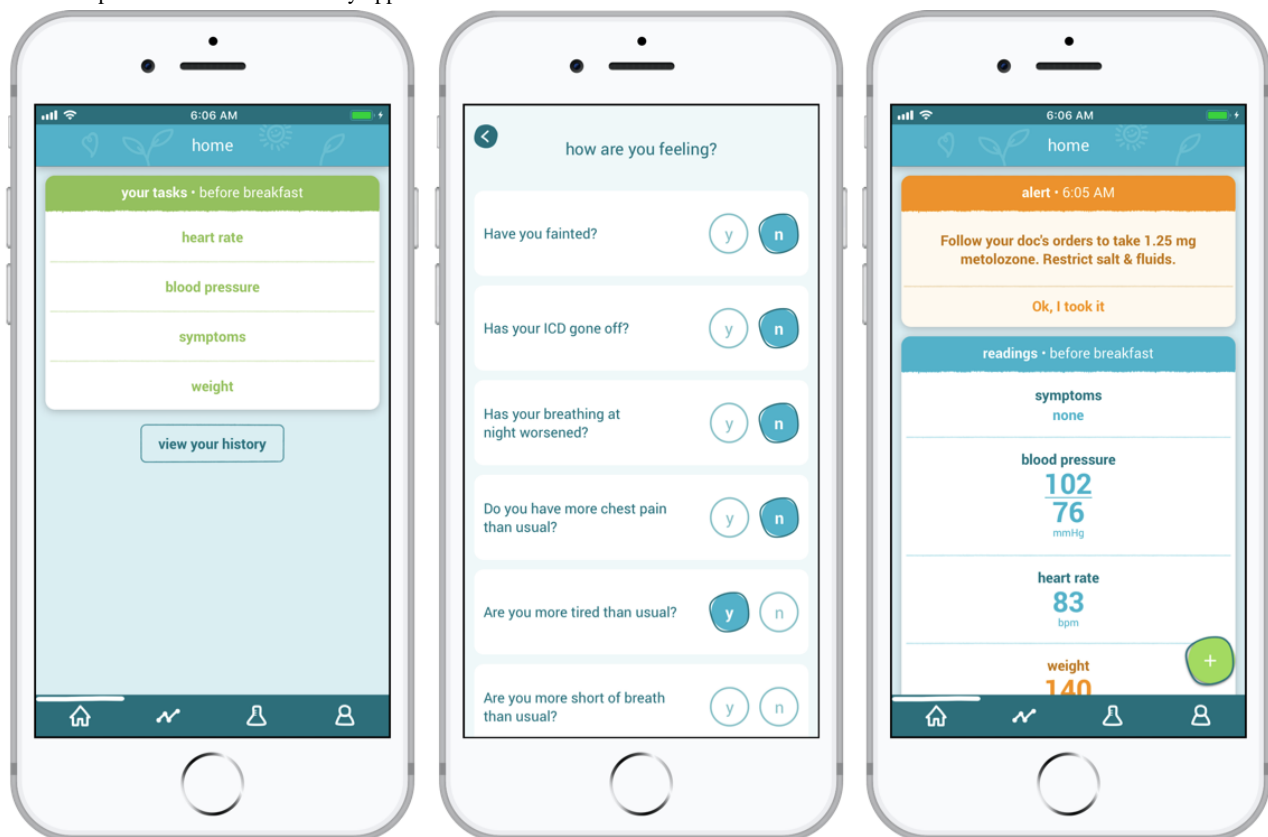 6:06 AM
home
your tasks • before breakfast
heart rate
blood pressure
symptoms
weight
view your history
how are you feeling?
Have you fainted?
y n
Has your ICD gone off?
y n
Has your breathing at
night worsened?
y n
Do you have more chest pain
than usual?
y n
Are you more tired than usual?
y n
Are you more short of breath
than usual?
y n
6:06 AM
home
alert • 6:05 AM
Follow your doc's orders to take 1.25 mg
metolozone. Restrict salt & fluids.
Ok, I took it
readings • before breakfast
symptoms
none
blood pressure
102
76
mmHg
heart rate
83
bpm
weight
140
+